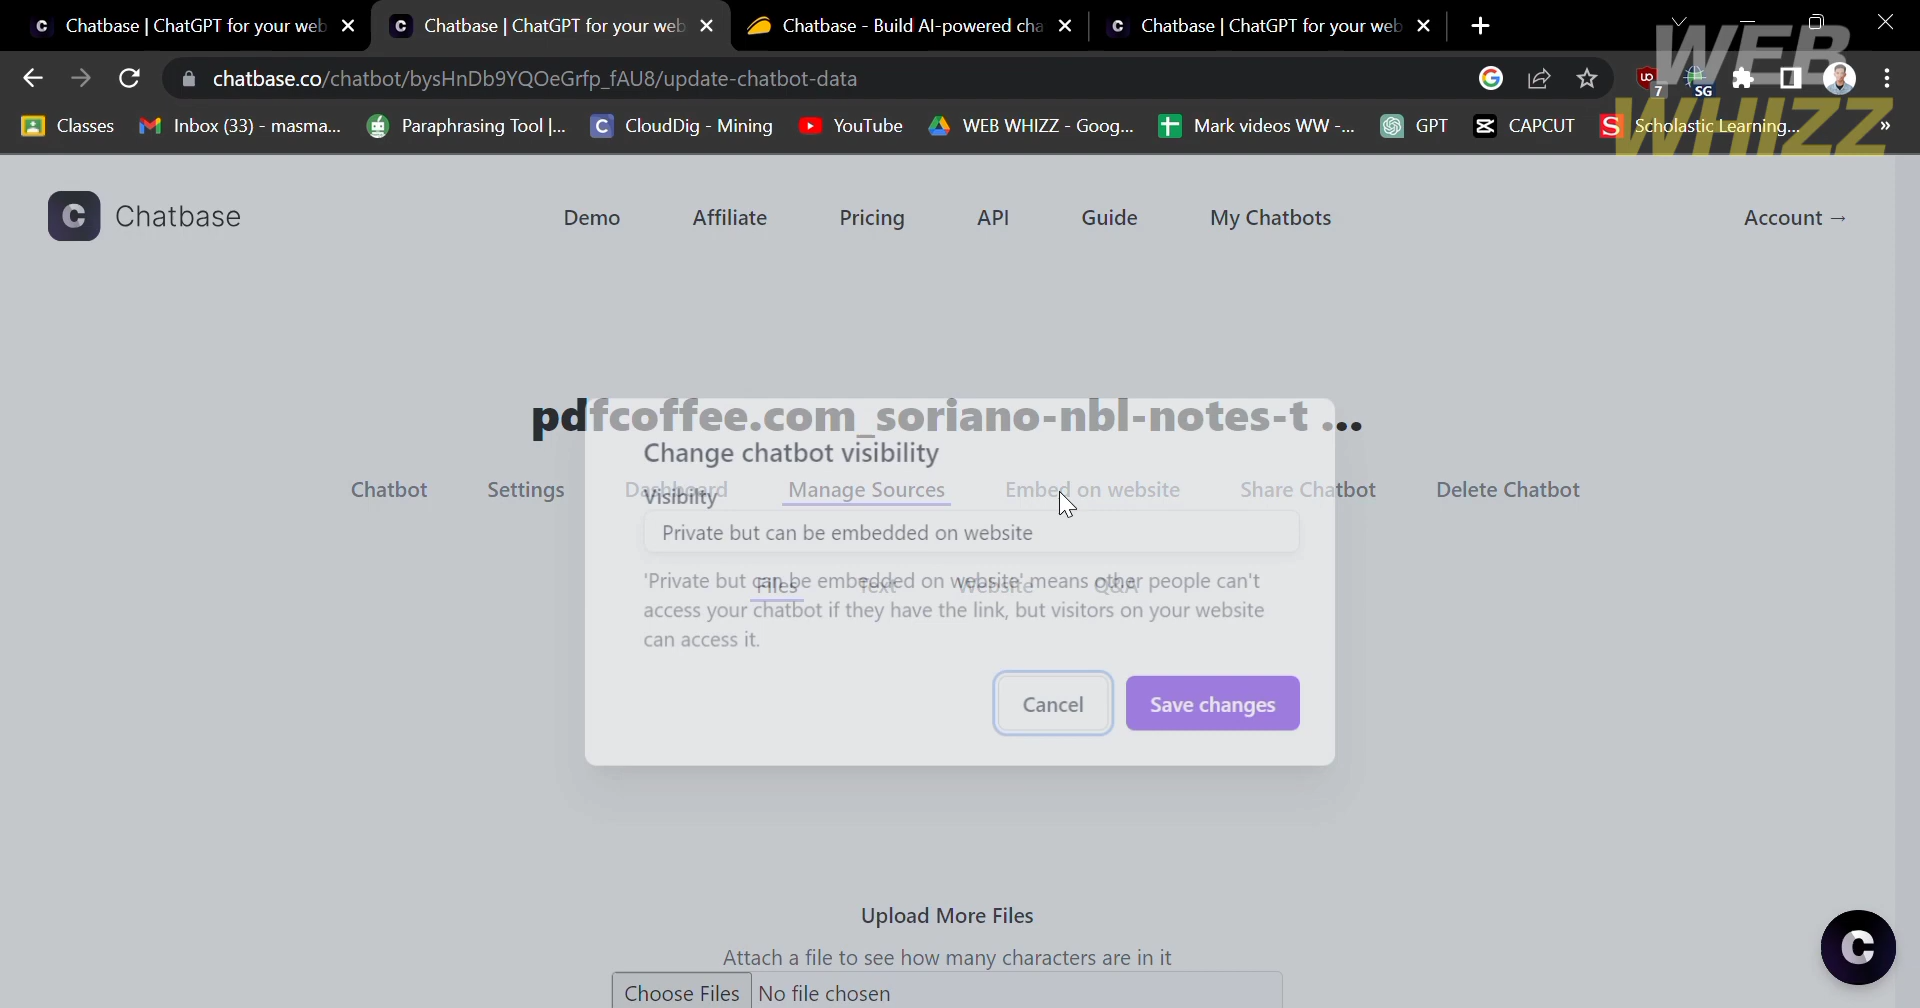 Chatbase | ChatGPT for your web
Chatbase | ChatGPT for your web
Chatbase - Build AI-powered cha
Chatbase | ChatGPT for your web
chatbase.co/chatbot/bysHnDb9YQOeGrfp_fAU8/update-chatbot-data
7
SG
WEB
WHIZZ
Classes
Inbox (33) - masma...
Paraphrasing Tool |...
CloudDig - Mining
YouTube
WEB WHIZZ - Goog...
Mark videos WW -...
GPT
CAPCUT
Scholastic Learning...
»
C Chatbase
Demo
Affiliate
Pricing
API
Guide
My Chatbots
Account →
pdfcoffee.com_soriano-nbl-notes-t ...
Change chatbot visibility
Chatbot
Settings
Dashboard
Manage Sources
Embed on website
Share Chatbot
Delete Chatbot
Visibilty
Private but can be embedded on website
Files
Text
Website
Q&A
'Private but can be embedded on website' means other people can't
access your chatbot if they have the link, but visitors on your website
can access it.
Cancel
Save changes
Upload More Files
Attach a file to see how many characters are in it
Choose Files No file chosen
C